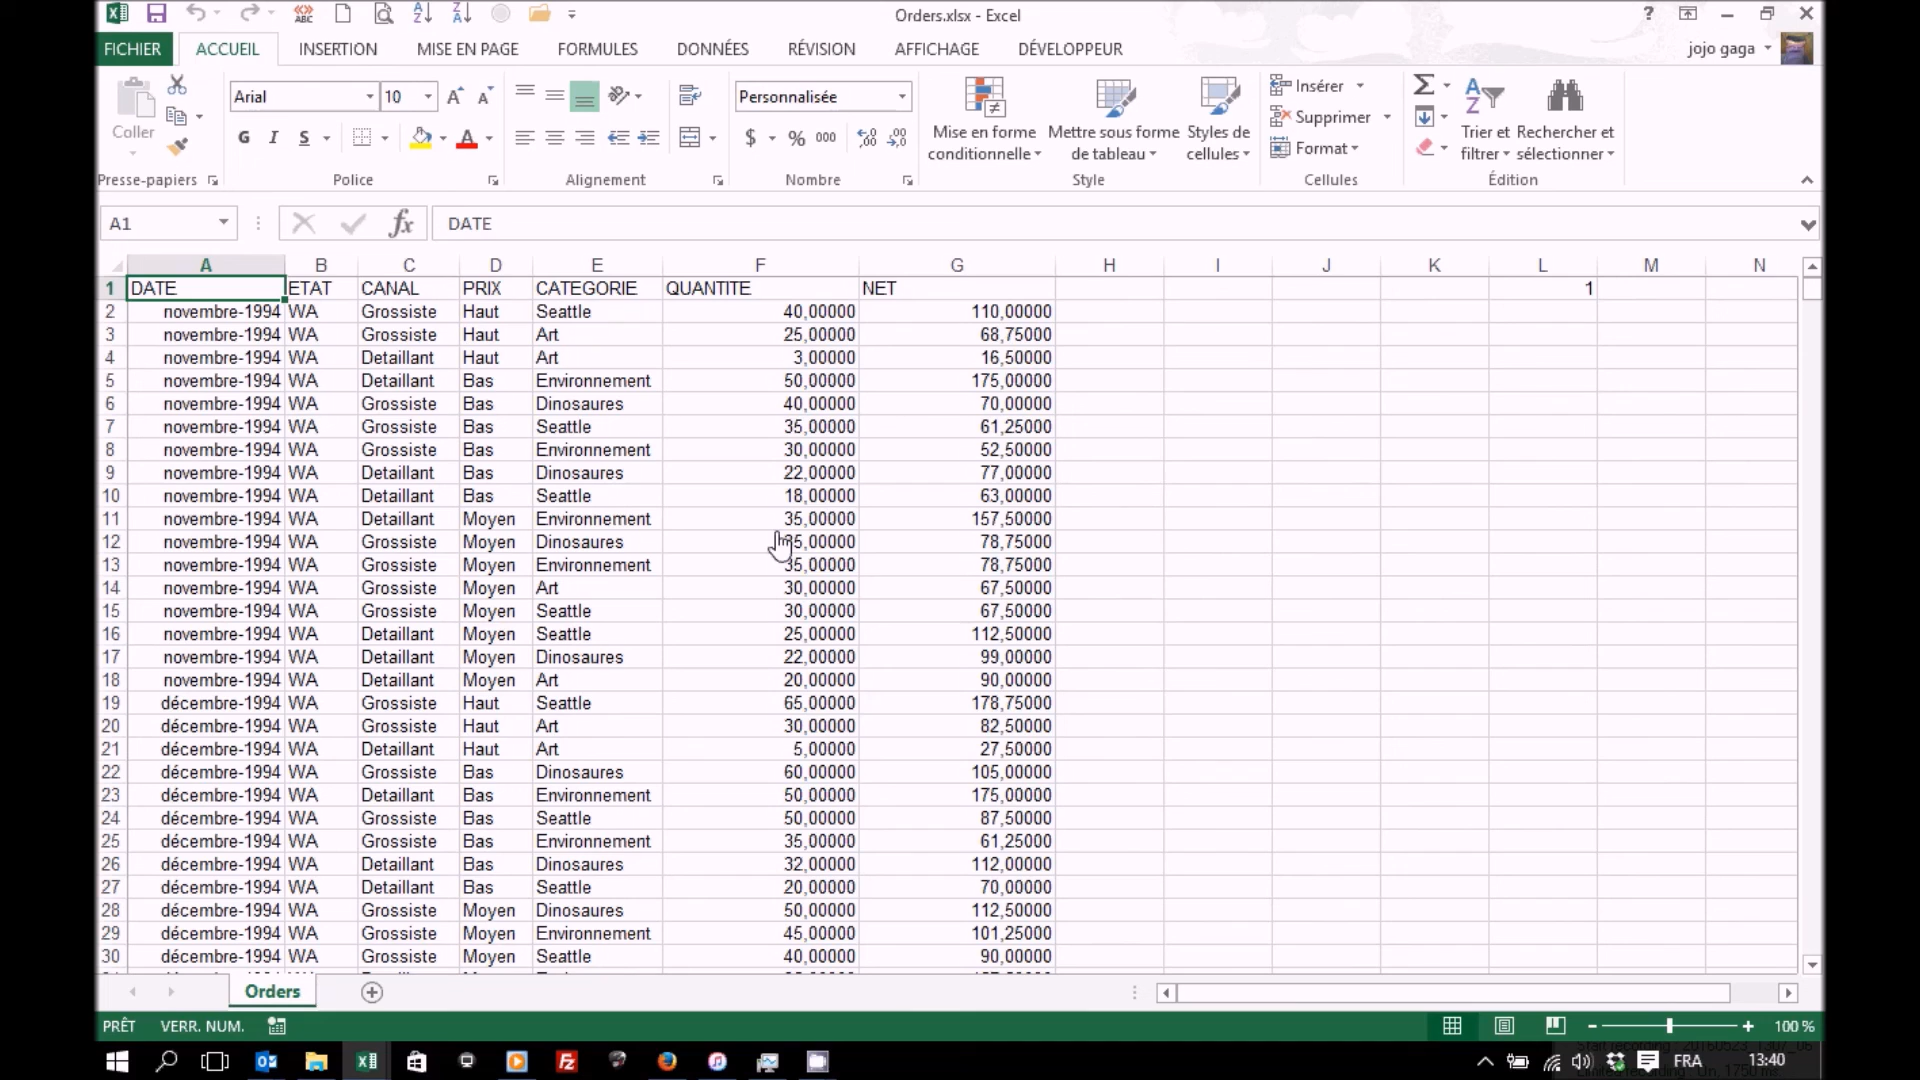 Orders.xlsx - Excel
FICHIER ACCUEIL INSERTION MISE EN PAGE FORMULES DONNÉES RÉVISION AFFICHAGE DÉVELOPPEUR jojo gaga
Coller
Arial 10
G I S
Personnalisée
$ % 000
Mise en forme conditionnelle
Mettre sous forme de tableau
Styles de cellules
Insérer
Supprimer
Format
Trier et filtrer
Rechercher et sélectionner
Presse-papiers Police Alignement Nombre Style Cellules Édition
A1 fx DATE
A B C D E F G H I J K L M N
1 DATE ETAT CANAL PRIX CATEGORIE QUANTITE NET 1
2 novembre-1994 WA Grossiste Haut Seattle 40,00000 110,00000
3 novembre-1994 WA Grossiste Haut Art 25,00000 68,75000
4 novembre-1994 WA Detaillant Haut Art 3,00000 16,50000
5 novembre-1994 WA Detaillant Bas Environnement 50,00000 175,00000
6 novembre-1994 WA Grossiste Bas Dinosaures 40,00000 70,00000
7 novembre-1994 WA Grossiste Bas Seattle 35,00000 61,25000
8 novembre-1994 WA Grossiste Bas Environnement 30,00000 52,50000
9 novembre-1994 WA Detaillant Bas Dinosaures 22,00000 77,00000
10 novembre-1994 WA Detaillant Bas Seattle 18,00000 63,00000
11 novembre-1994 WA Detaillant Moyen Environnement 35,00000 157,50000
12 novembre-1994 WA Grossiste Moyen Dinosaures 35,00000 78,75000
13 novembre-1994 WA Grossiste Moyen Environnement 35,00000 78,75000
14 novembre-1994 WA Grossiste Moyen Art 30,00000 67,50000
15 novembre-1994 WA Grossiste Moyen Seattle 30,00000 67,50000
16 novembre-1994 WA Detaillant Moyen Seattle 25,00000 112,50000
17 novembre-1994 WA Detaillant Moyen Dinosaures 22,00000 99,00000
18 novembre-1994 WA Detaillant Moyen Art 20,00000 90,00000
19 décembre-1994 WA Grossiste Haut Seattle 65,00000 178,75000
20 décembre-1994 WA Grossiste Haut Art 30,00000 82,50000
21 décembre-1994 WA Detaillant Haut Art 5,00000 27,50000
22 décembre-1994 WA Grossiste Bas Dinosaures 60,00000 105,00000
23 décembre-1994 WA Detaillant Bas Environnement 50,00000 175,00000
24 décembre-1994 WA Grossiste Bas Seattle 50,00000 87,50000
25 décembre-1994 WA Grossiste Bas Environnement 35,00000 61,25000
26 décembre-1994 WA Detaillant Bas Dinosaures 32,00000 112,00000
27 décembre-1994 WA Detaillant Bas Seattle 20,00000 70,00000
28 décembre-1994 WA Grossiste Moyen Dinosaures 50,00000 112,50000
29 décembre-1994 WA Grossiste Moyen Environnement 45,00000 101,25000
30 décembre-1994 WA Grossiste Moyen Seattle 40,00000 90,00000
Orders
PRÊT VERR. NUM. 100 %
FRA 13:40